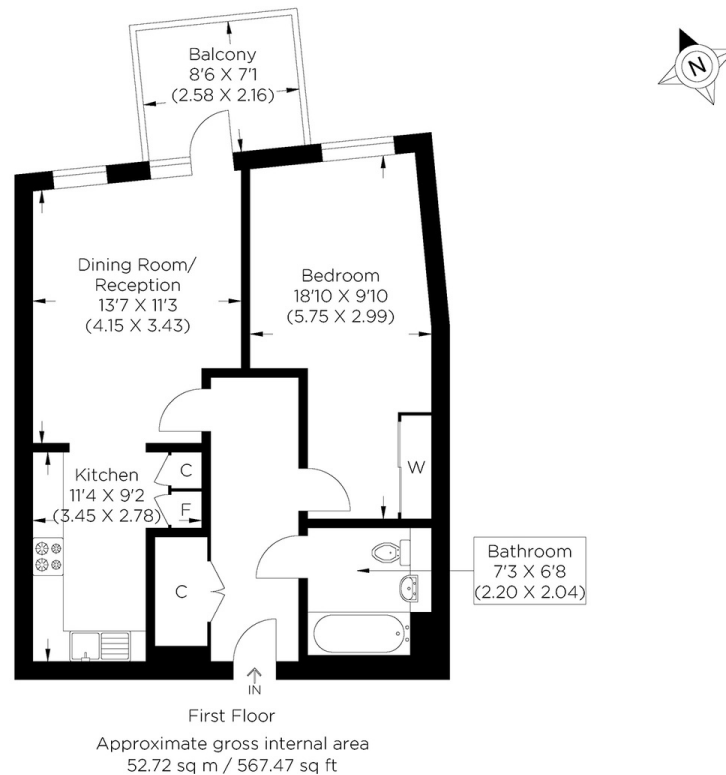 Balcony
8'6 X 7'1
(2.58 X 2.16)
N
Dining Room/
Reception
13'7 X 11'3
(4.15 X 3.43)
Bedroom
18'10 X 9'10
(5.75 X 2.99)
Kitchen
11'4 X 9'2
(3.45 X 2.78)
C
F
W
C
Bathroom
7'3 X 6'8
(2.20 X 2.04)
IN
First Floor
Approximate gross internal area
52.72 sq m / 567.47 sq ft